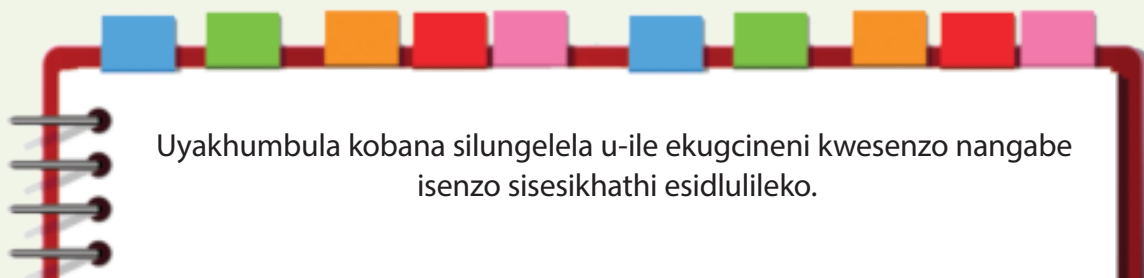 Uyakhumbula kobana silungelela u-ile ekugcineni kwesenzo nangabe
isenzo sisesikhathi esidlulileko.